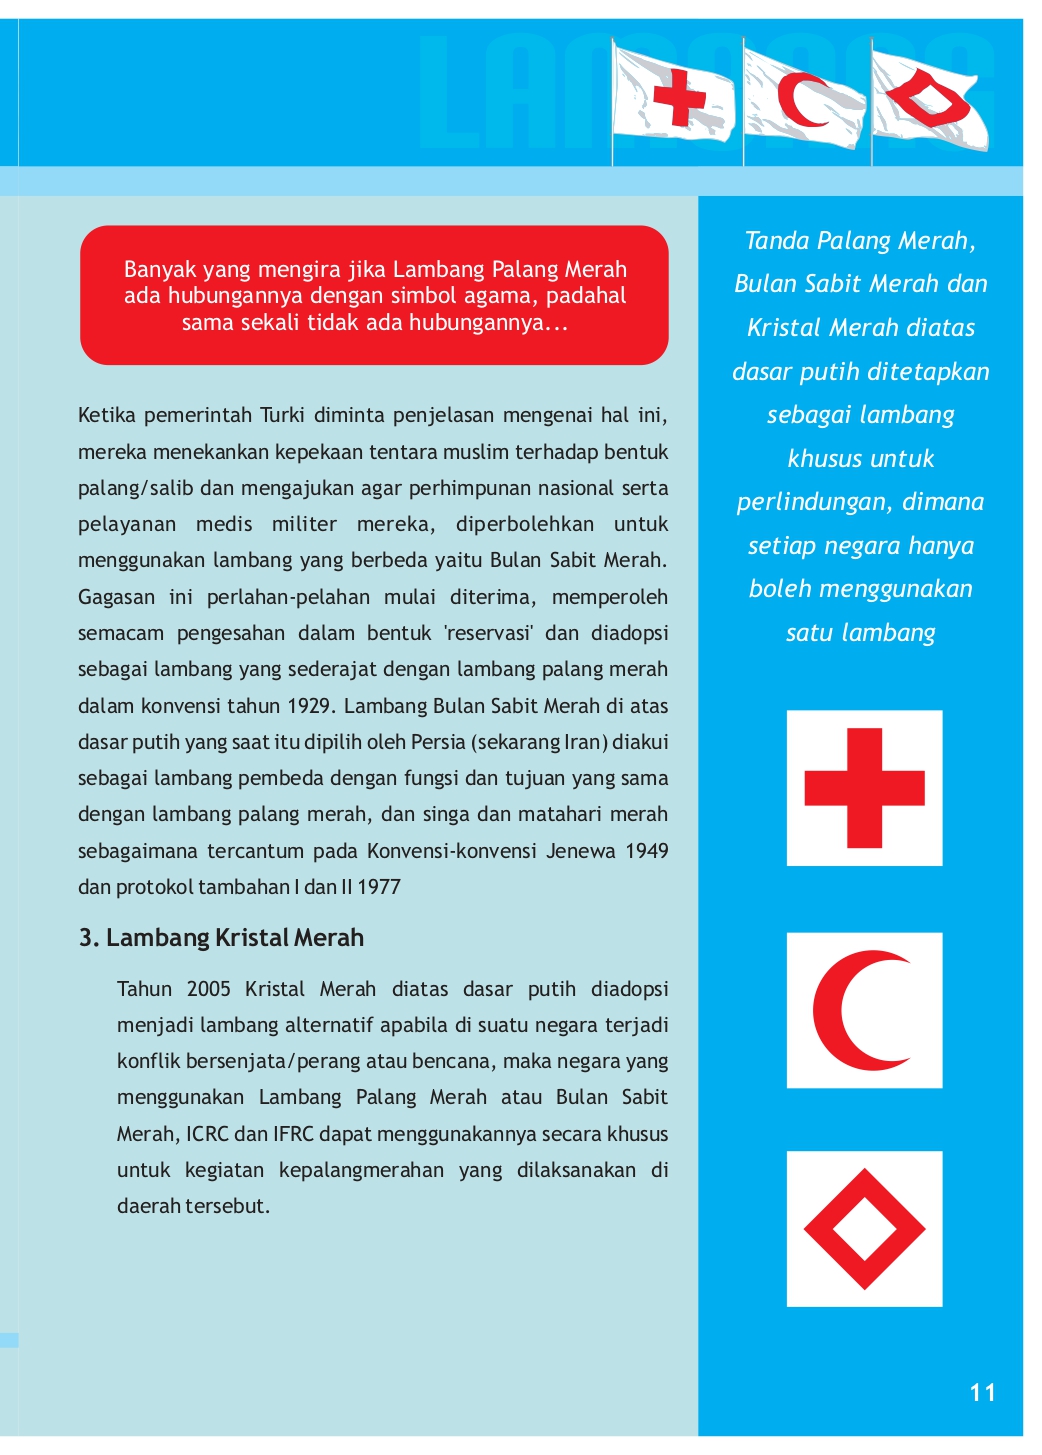 LAMBANG
Banyak yang mengira jika Lambang Palang Merah
ada hubungannya dengan simbol agama, padahal
sama sekali tidak ada hubungannya...
Ketika pemerintah Turki diminta penjelasan mengenai hal ini,
mereka menekankan kepekaan tentara muslim terhadap bentuk
palang/salib dan mengajukan agar perhimpunan nasional serta
pelayanan medis militer mereka, diperbolehkan untuk
menggunakan lambang yang berbeda yaitu Bulan Sabit Merah.
Gagasan ini perlahan-pelahan mulai diterima, memperoleh
semacam pengesahan dalam bentuk 'reservasi' dan diadopsi
sebagai lambang yang sederajat dengan lambang palang merah
dalam konvensi tahun 1929. Lambang Bulan Sabit Merah di atas
dasar putih yang saat itu dipilih oleh Persia (sekarang Iran) diakui
sebagai lambang pembeda dengan fungsi dan tujuan yang sama
dengan lambang palang merah, dan singa dan matahari merah
sebagaimana tercantum pada Konvensi-konvensi Jenewa 1949
dan protokol tambahan I dan II 1977
3. Lambang Kristal Merah
Tahun 2005 Kristal Merah diatas dasar putih diadopsi
menjadi lambang alternatif apabila di suatu negara terjadi
konflik bersenjata/perang atau bencana, maka negara yang
menggunakan Lambang Palang Merah atau Bulan Sabit
Merah, ICRC dan IFRC dapat menggunakannya secara khusus
untuk kegiatan kepalangmerahan yang dilaksanakan di
daerah tersebut.
Tanda Palang Merah,
Bulan Sabit Merah dan
Kristal Merah diatas
dasar putih ditetapkan
sebagai lambang
khusus untuk
perlindungan, dimana
setiap negara hanya
boleh menggunakan
satu lambang
11